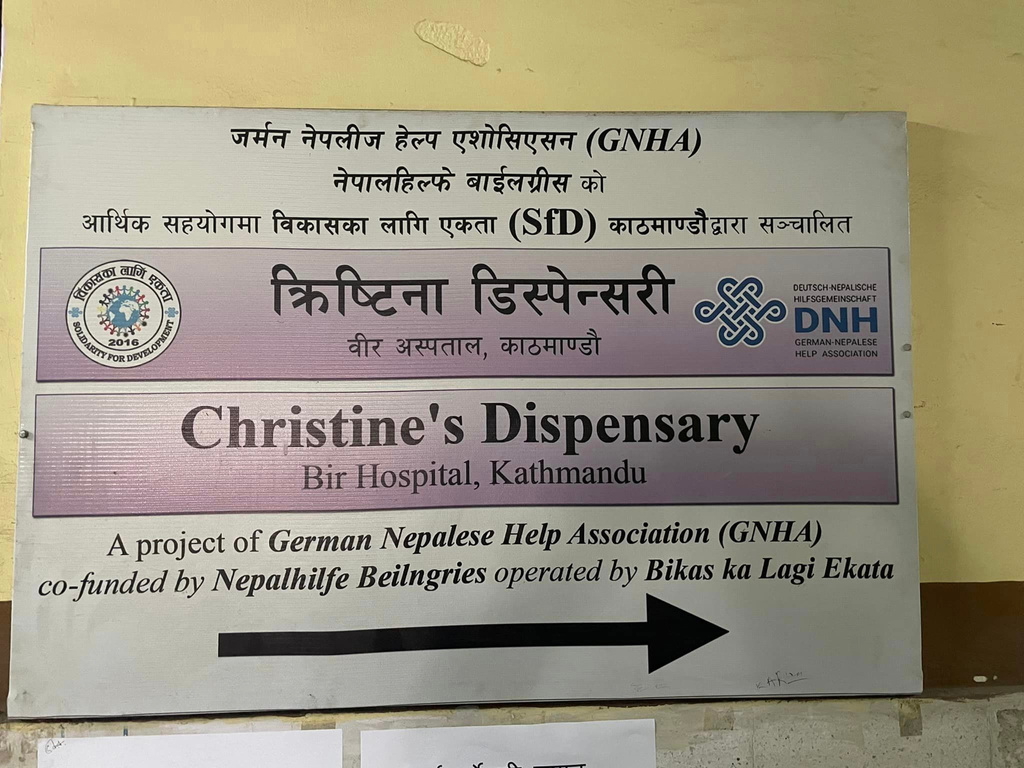 जर्मन नेपलीज हेल्प एशोसिएसन (GNHA)
नेपालहिल्फे बाईलग्रीस को
आर्थिक सहयोगमा विकासका लागि एकता (SfD) काठमाण्डौद्वारा सञ्चालित
विकासका लागि एकता
2016
SOLIDARITY FOR DEVELOPMENT
क्रिष्टिना डिस्पेन्सरी
वीर अस्पताल, काठमाण्डौ
DEUTSCH-NEPALISCHE
HILFSGEMEINSCHAFT
DNH
GERMAN-NEPALESE
HELP ASSOCIATION
Christine's Dispensary
Bir Hospital, Kathmandu
A project of German Nepalese Help Association (GNHA)
co-funded by Nepalhilfe Beilngries operated by Bikas ka Lagi Ekata